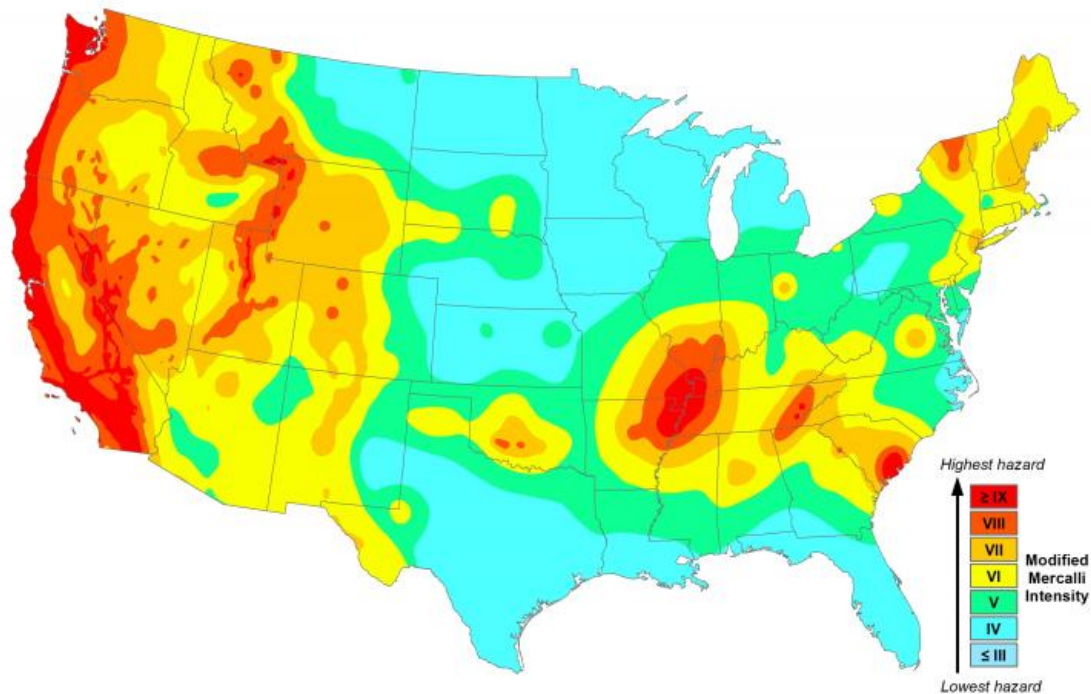 Highest hazard
≥ IX
VIII
VII
VI
V
IV
≤ III
Modified
Mercalli
Intensity
Lowest hazard